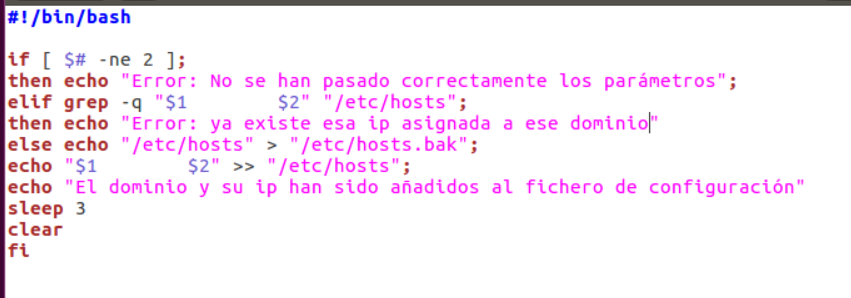 #!/bin/bash
if [ $# -ne 2 ];
then echo "Error: No se han pasado correctamente los parámetros";
elif grep -q "$1        $2" "/etc/hosts";
then echo "Error: ya existe esa ip asignada a ese dominio"
else echo "/etc/hosts" > "/etc/hosts.bak";
echo "$1        $2" >> "/etc/hosts";
echo "El dominio y su ip han sido añadidos al fichero de configuración"
sleep 3
clear
fi